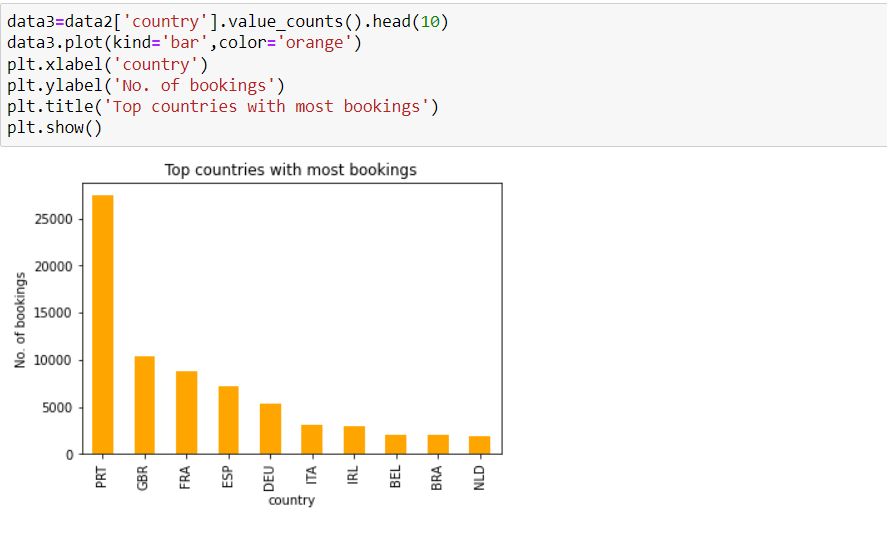 data3=data2['country'].value_counts().head(10)
data3.plot(kind='bar',color='orange')
plt.xlabel('country')
plt.ylabel('No. of bookings')
plt.title('Top countries with most bookings')
plt.show()
Top countries with most bookings
No. of bookings
25000
20000
15000
10000
5000
0
PRT
GBR
FRA
ESP
DEU
ITA
IRL
BEL
BRA
NLD
country